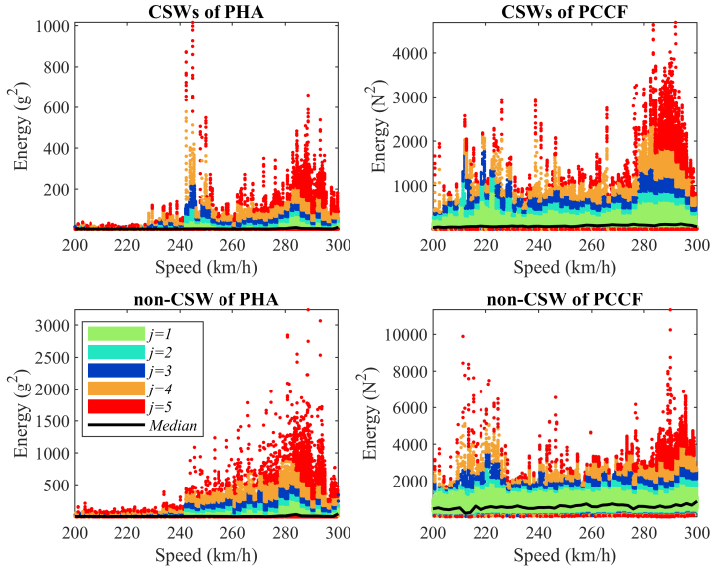 CSWs of PHA
1000
800
600
400
200
Energy (g²)
200 220 240 260 280 300
Speed (km/h)
CSWs of PCCF
4000
3000
2000
1000
Energy (N²)
200 220 240 260 280 300
Speed (km/h)
non-CSW of PHA
3000
2500
2000
1500
1000
500
Energy (g²)
j=1
j=2
j=3
j=4
j=5
Median
200 220 240 260 280 300
Speed (km/h)
non-CSW of PCCF
10000
8000
6000
4000
2000
Energy (N²)
200 220 240 260 280 300
Speed (km/h)